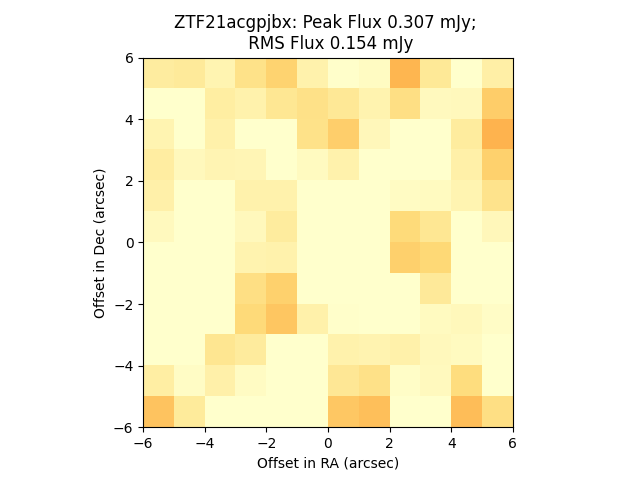 ZTF21acgpjbx: Peak Flux 0.307 mJy;
RMS Flux 0.154 mJy
6
4
2
0
−2
−4
−6
Offset in Dec (arcsec)
−6 −4 −2 0 2 4 6
Offset in RA (arcsec)